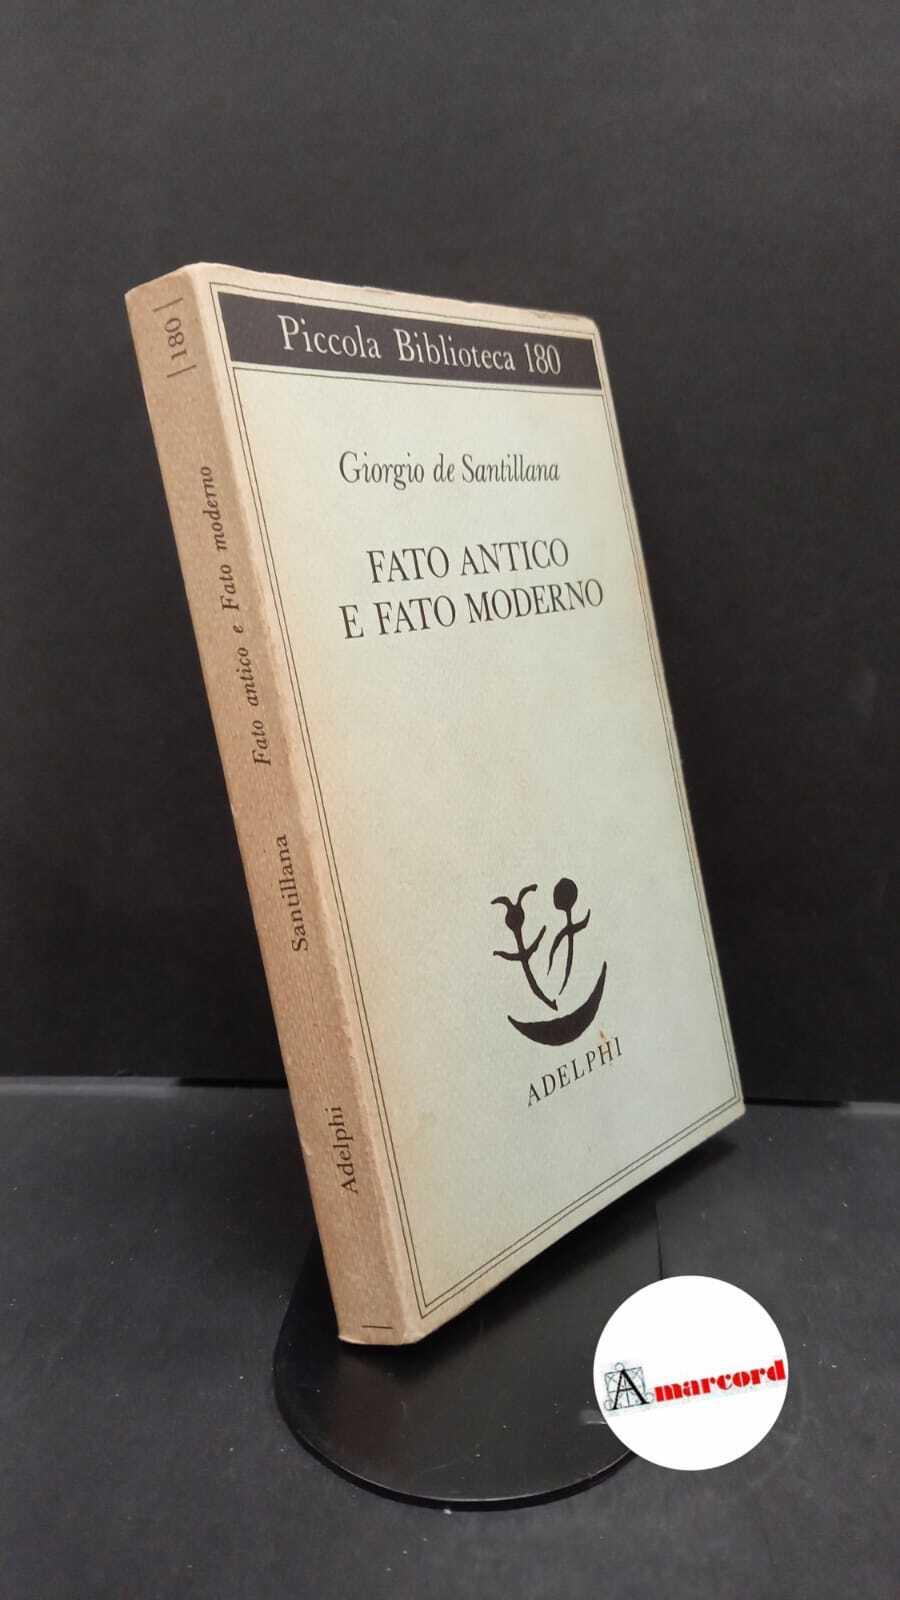 Piccola Biblioteca 180
Giorgio de Santillana
FATO ANTICO
E FATO MODERNO
ADELPHI
|180|
Fato antico e Fato moderno
Santillana
Adelphi
Amarcord